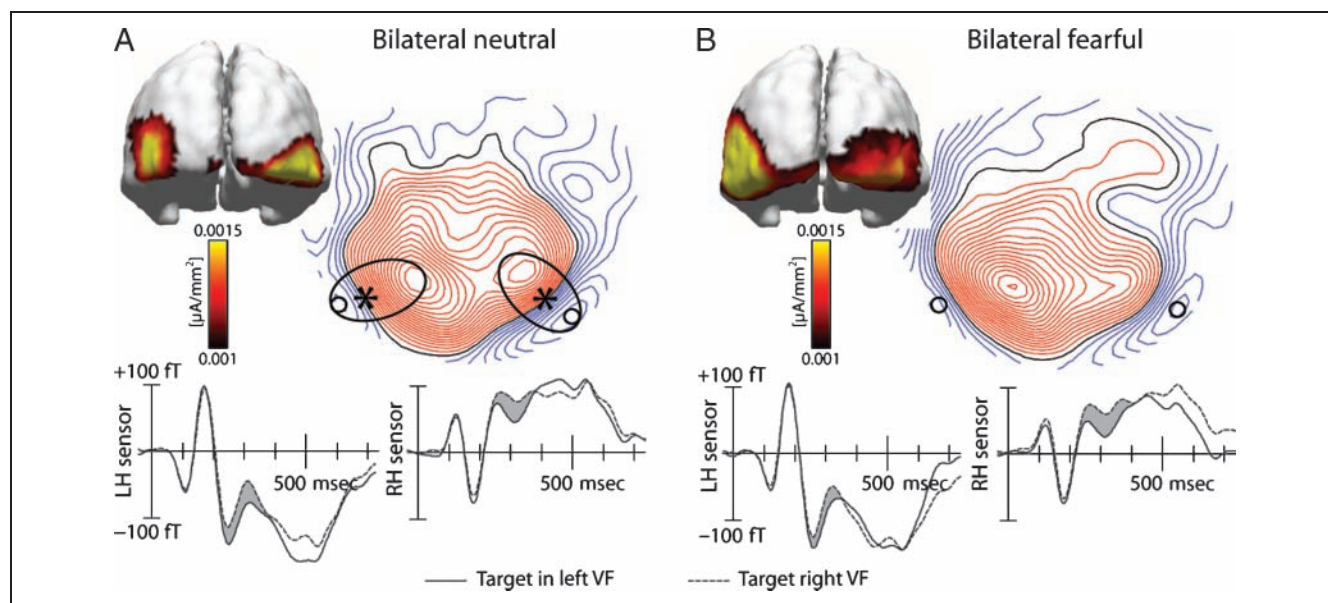 A
Bilateral neutral
0.0015
[µA/mm²]
0.001
+100 fT
LH sensor
−100 fT
500 msec
RH sensor
500 msec
B
Bilateral fearful
0.0015
[µA/mm²]
0.001
+100 fT
LH sensor
−100 fT
500 msec
RH sensor
500 msec
Target in left VF
Target right VF